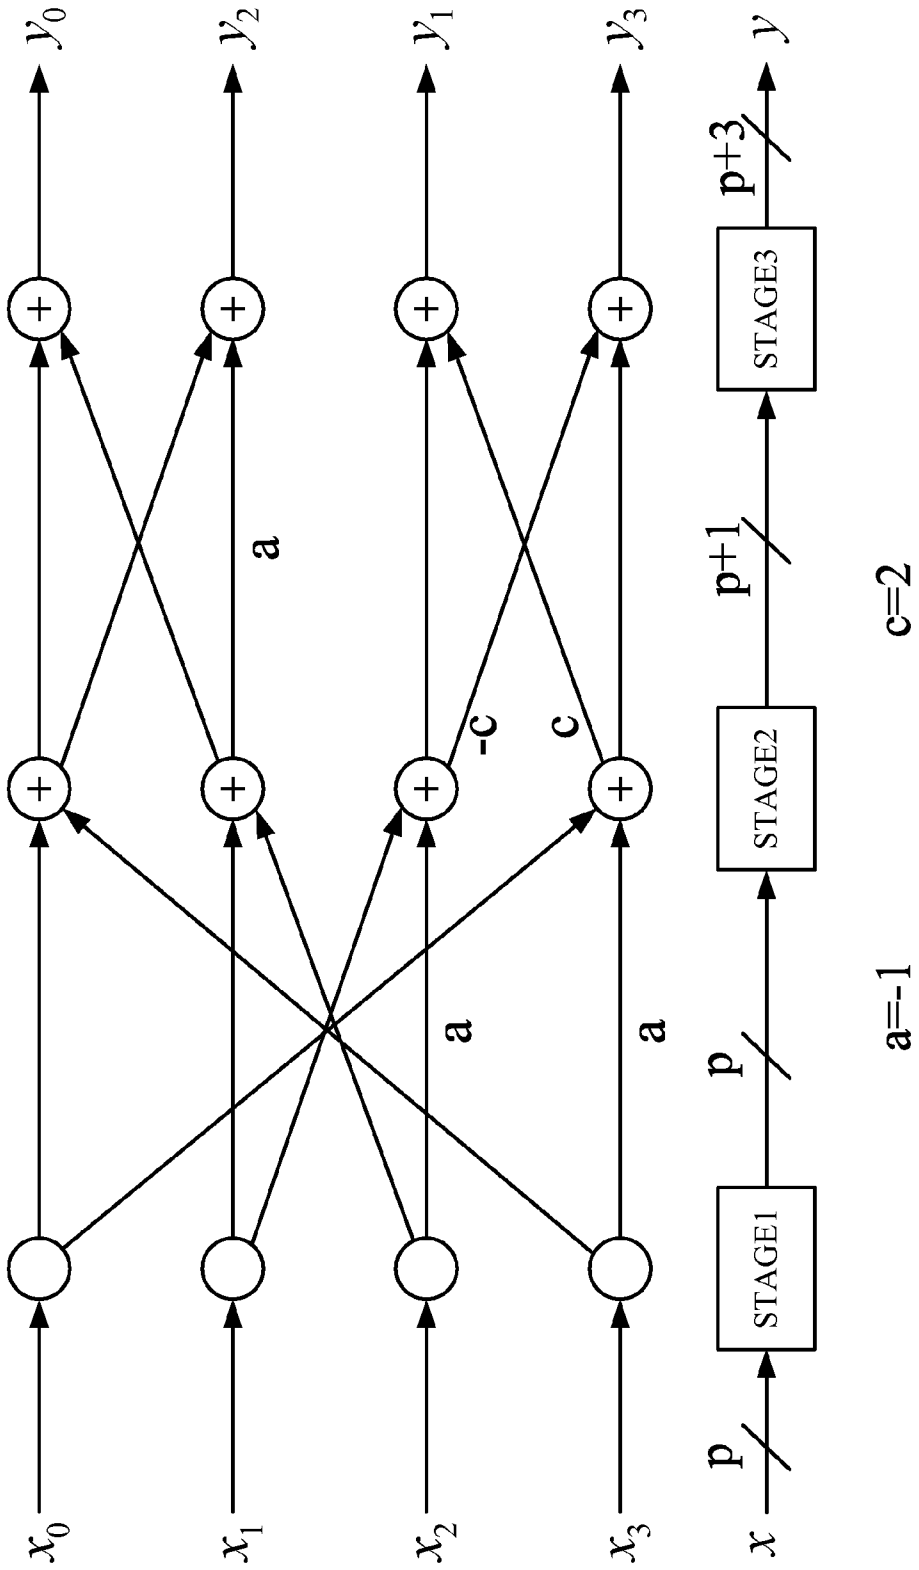 x0 y0
x1 a y2
x2 a -c y1
c
x3 a y3
x p STAGE1 p STAGE2 p+1 STAGE3 p+3 y
a=-1 c=2
+ +
+ +
+ +
+ +